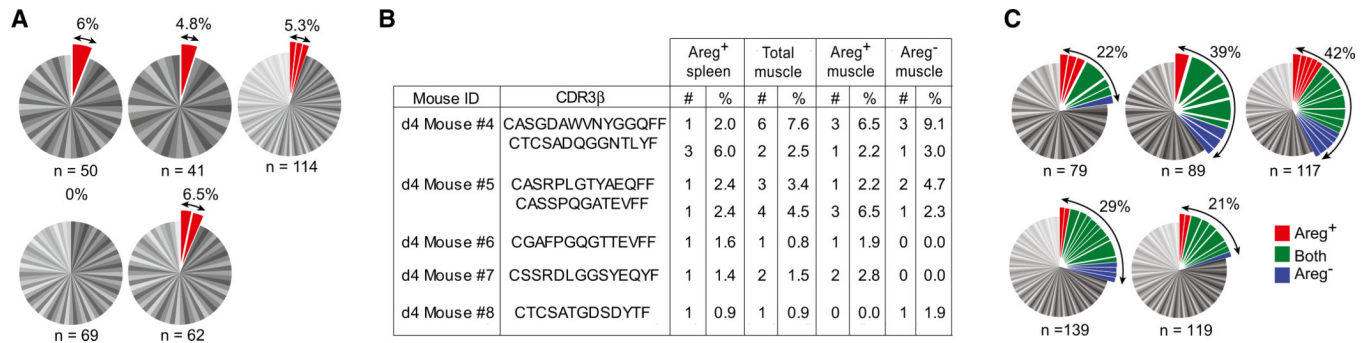 A
6%
4.8%
5.3%
n = 50
n = 41
n = 114
0%
6.5%
n = 69
n = 62
B
Areg+ spleen
Total muscle
Areg+ muscle
Areg- muscle
Mouse ID CDR3β # % # % # % # %
d4 Mouse #4 CASGDAWVNYGGQFF 1 2.0 6 7.6 3 6.5 3 9.1
CTCSADQGGNTLYF 3 6.0 2 2.5 1 2.2 1 3.0
d4 Mouse #5 CASRPLGTYAEQFF 1 2.4 3 3.4 1 2.2 2 4.7
CASSPQGATEVFF 1 2.4 4 4.5 3 6.5 1 2.3
d4 Mouse #6 CGAFPGQGTTEVFF 1 1.6 1 0.8 1 1.9 0 0.0
d4 Mouse #7 CSSRDLGGSYEQYF 1 1.4 2 1.5 2 2.8 0 0.0
d4 Mouse #8 CTCSATGDSDYTF 1 0.9 1 0.9 0 0.0 1 1.9
C
22%
39%
42%
n = 79
n = 89
n = 117
29%
21%
n =139
n = 119
Areg+
Both
Areg-